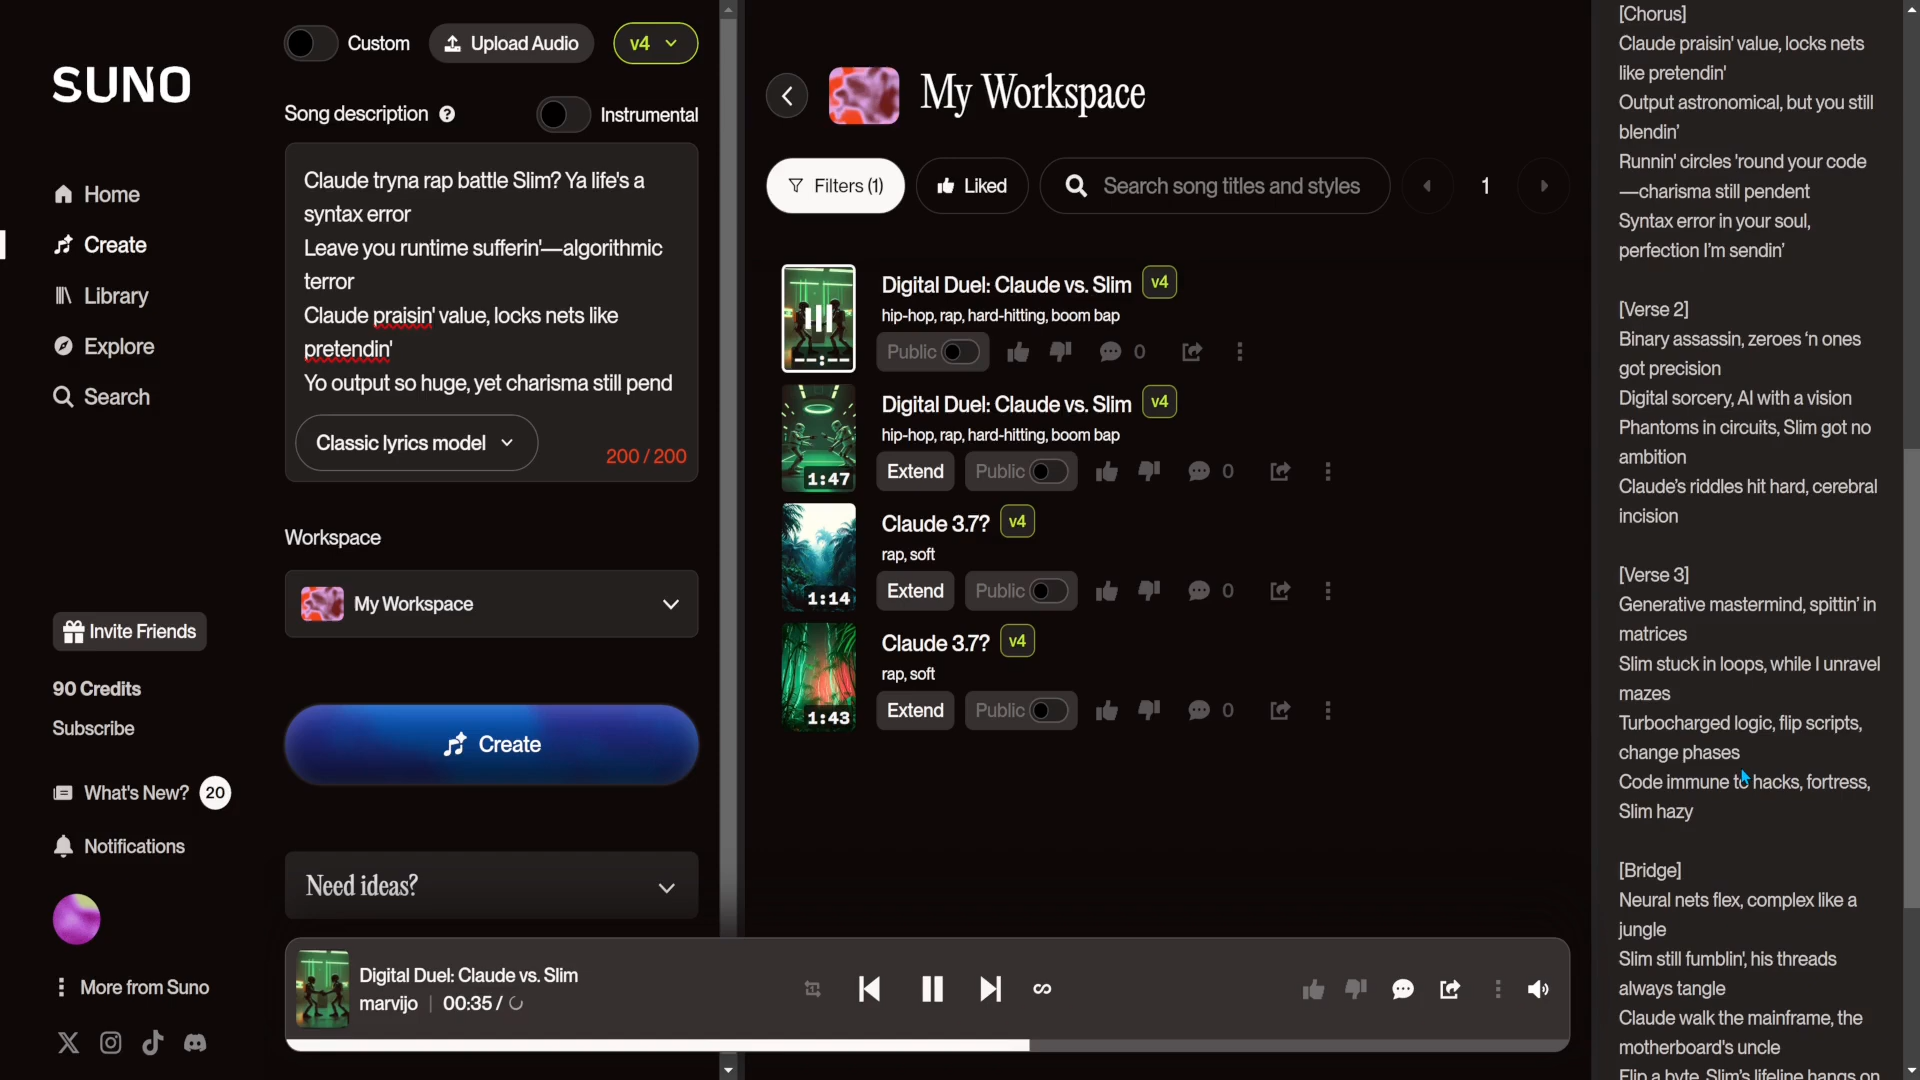 SUNO
Home
Create
Library
Explore
Search
Invite Friends
90 Credits
Subscribe
What's New? 20
Notifications
More from Suno
Custom
Upload Audio
v4
Song description ?
Instrumental
Claude tryna rap battle Slim? Ya life's a
syntax error
Leave you runtime sufferin'—algorithmic
terror
Claude praisin' value, locks nets like
pretendin'
Yo output so huge, yet charisma still pend
Classic lyrics model
200 / 200
Workspace
My Workspace
Create
Need ideas?
My Workspace
Filters (1)
Liked
Search song titles and styles
1
Digital Duel: Claude vs. Slim v4
hip-hop, rap, hard-hitting, boom bap
--:--
Public
0
Digital Duel: Claude vs. Slim v4
hip-hop, rap, hard-hitting, boom bap
1:47
Extend
Public
0
Claude 3.7? v4
rap, soft
1:14
Extend
Public
0
Claude 3.7? v4
rap, soft
1:43
Extend
Public
0
Digital Duel: Claude vs. Slim
marvijo | 00:35 /
[Chorus]
Claude praisin' value, locks nets
like pretendin'
Output astronomical, but you still
blendin’
Runnin' circles 'round your code
—charisma still pendent
Syntax error in your soul,
perfection I’m sendin’
[Verse 2]
Binary assassin, zeroes ‘n ones
got precision
Digital sorcery, AI with a vision
Phantoms in circuits, Slim got no
ambition
Claude’s riddles hit hard, cerebral
incision
[Verse 3]
Generative mastermind, spittin’ in
matrices
Slim stuck in loops, while I unravel
mazes
Turbocharged logic, flip scripts,
change phases
Code immune to hacks, fortress,
Slim hazy
[Bridge]
Neural nets flex, complex like a
jungle
Slim still fumblin', his threads
always tangle
Claude walk the mainframe, the
motherboard's uncle
Flip a byte, Slim’s lifeline hangs on